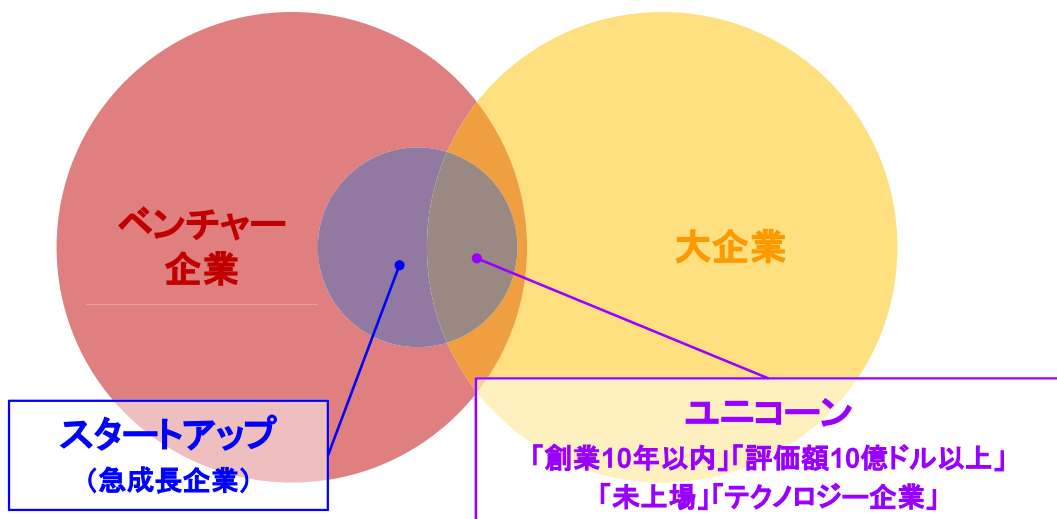 ベンチャー
企業
大企業
スタートアップ
(急成長企業)
ユニコーン
「創業10年以内」「評価額10億ドル以上」
「未上場」「テクノロジー企業」